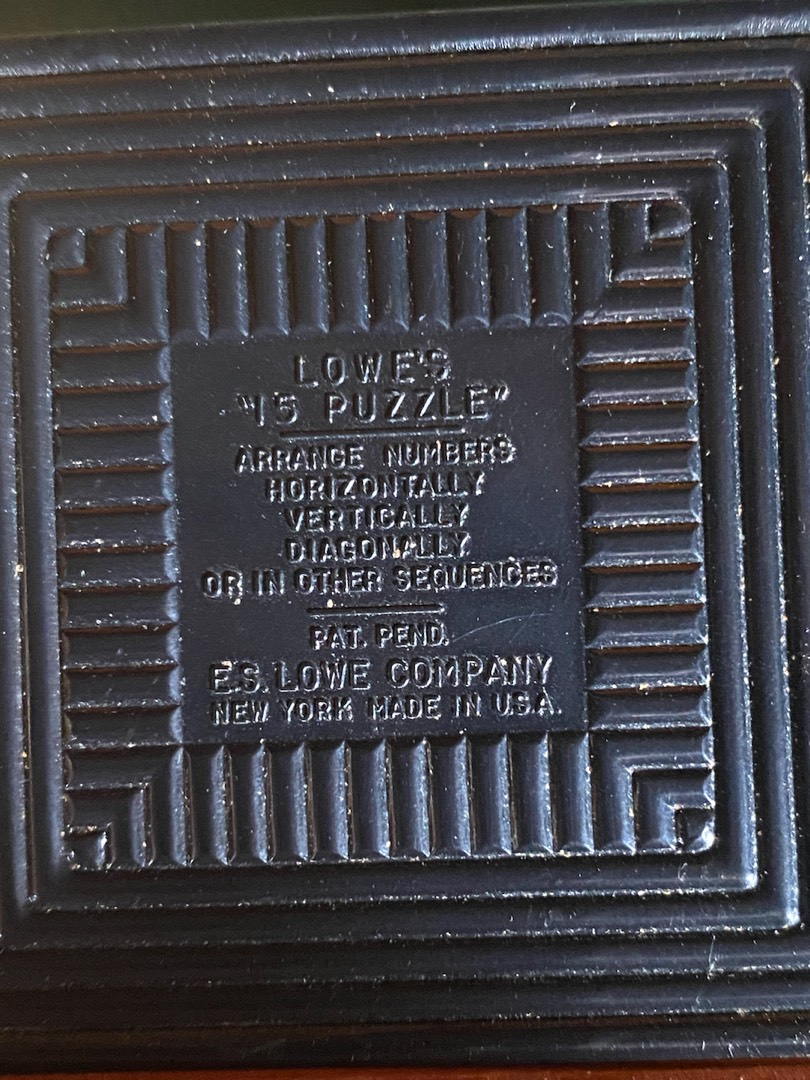 LOWE'S
"15 PUZZLE"
ARRANGE NUMBERS
HORIZONTALLY
VERTICALLY
DIAGONALLY
OR IN OTHER SEQUENCES
PAT. PEND.
E.S. LOWE COMPANY
NEW YORK MADE IN U.S.A.